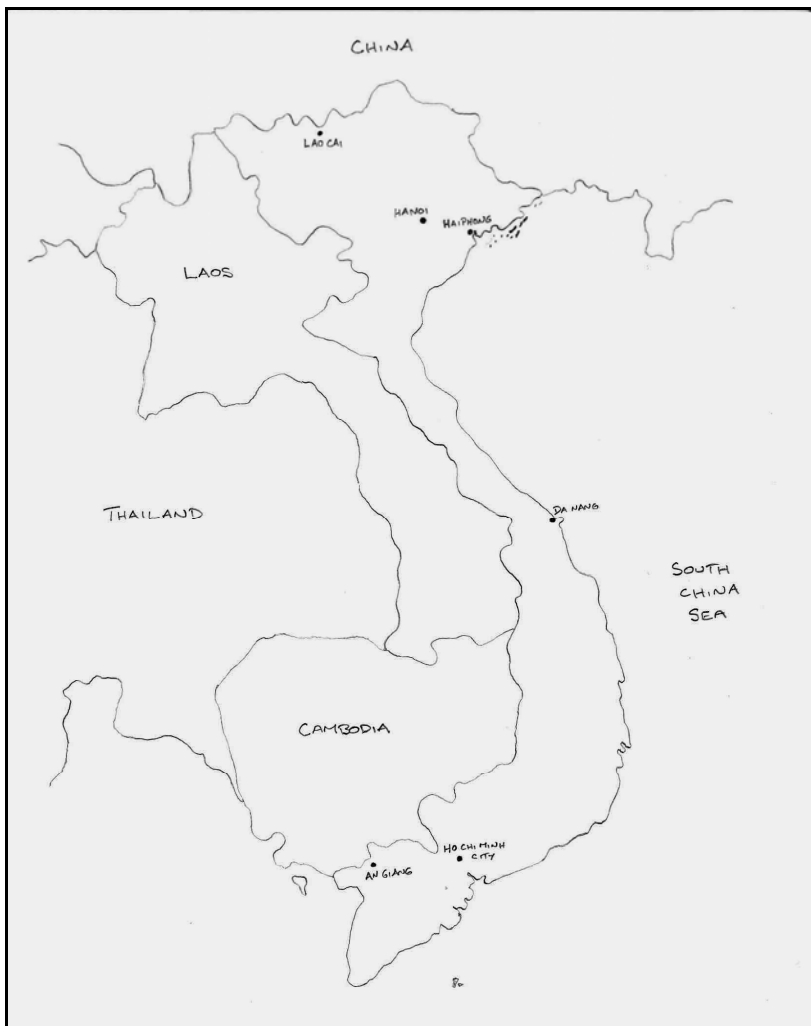 CHINA
LAO CAI
HANOI
HAIPHONG
LAOS
THAILAND
DA NANG
SOUTH
CHINA
SEA
CAMBODIA
HO CHI MINH
CITY
AN GIANG